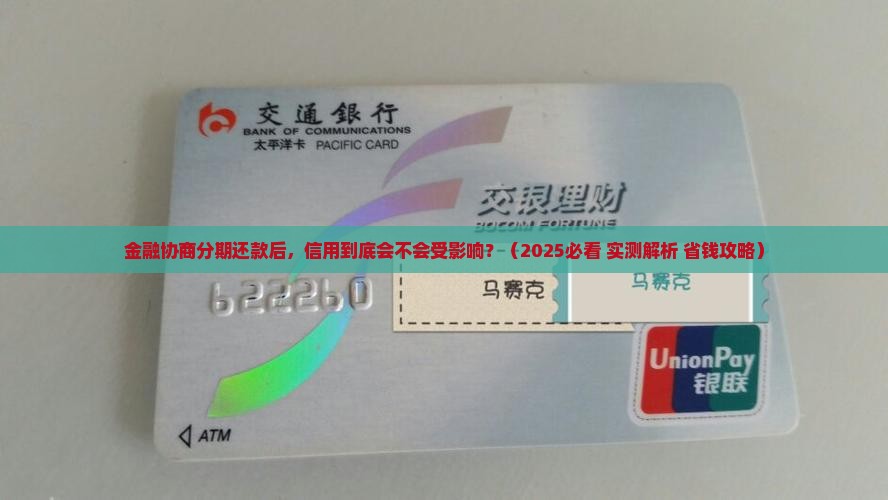 交通銀行
BANK OF COMMUNICATIONS
太平洋卡 PACIFIC CARD
交银理财
BOCOM FORTUNE
金融协商分期还款后，信用到底会不会受影响？（2025必看 实测解析 省钱攻略）
622260
马赛克
马赛克
UnionPay
银联
ATM